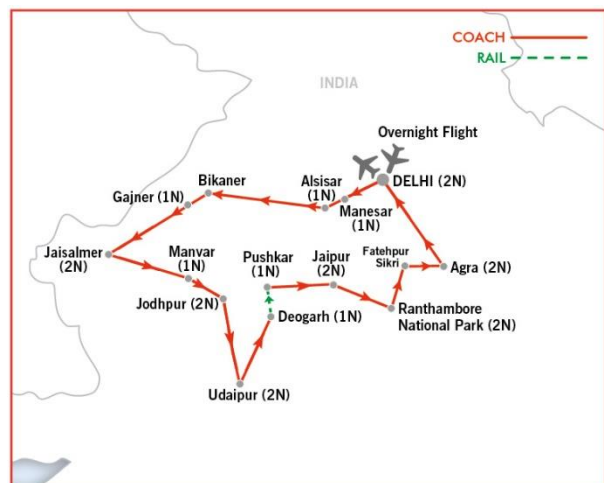 COACH
RAIL
INDIA
Overnight Flight
DELHI (2N)
Alsisar
(1N)
Manesar
(1N)
Bikaner
Gajner (1N)
Jaisalmer
(2N)
Manvar
(1N)
Jodhpur (2N)
Pushkar
(1N)
Jaipur
(2N)
Fatehpur
Sikri
Agra (2N)
Ranthambore
National Park (2N)
Deogarh (1N)
Udaipur (2N)